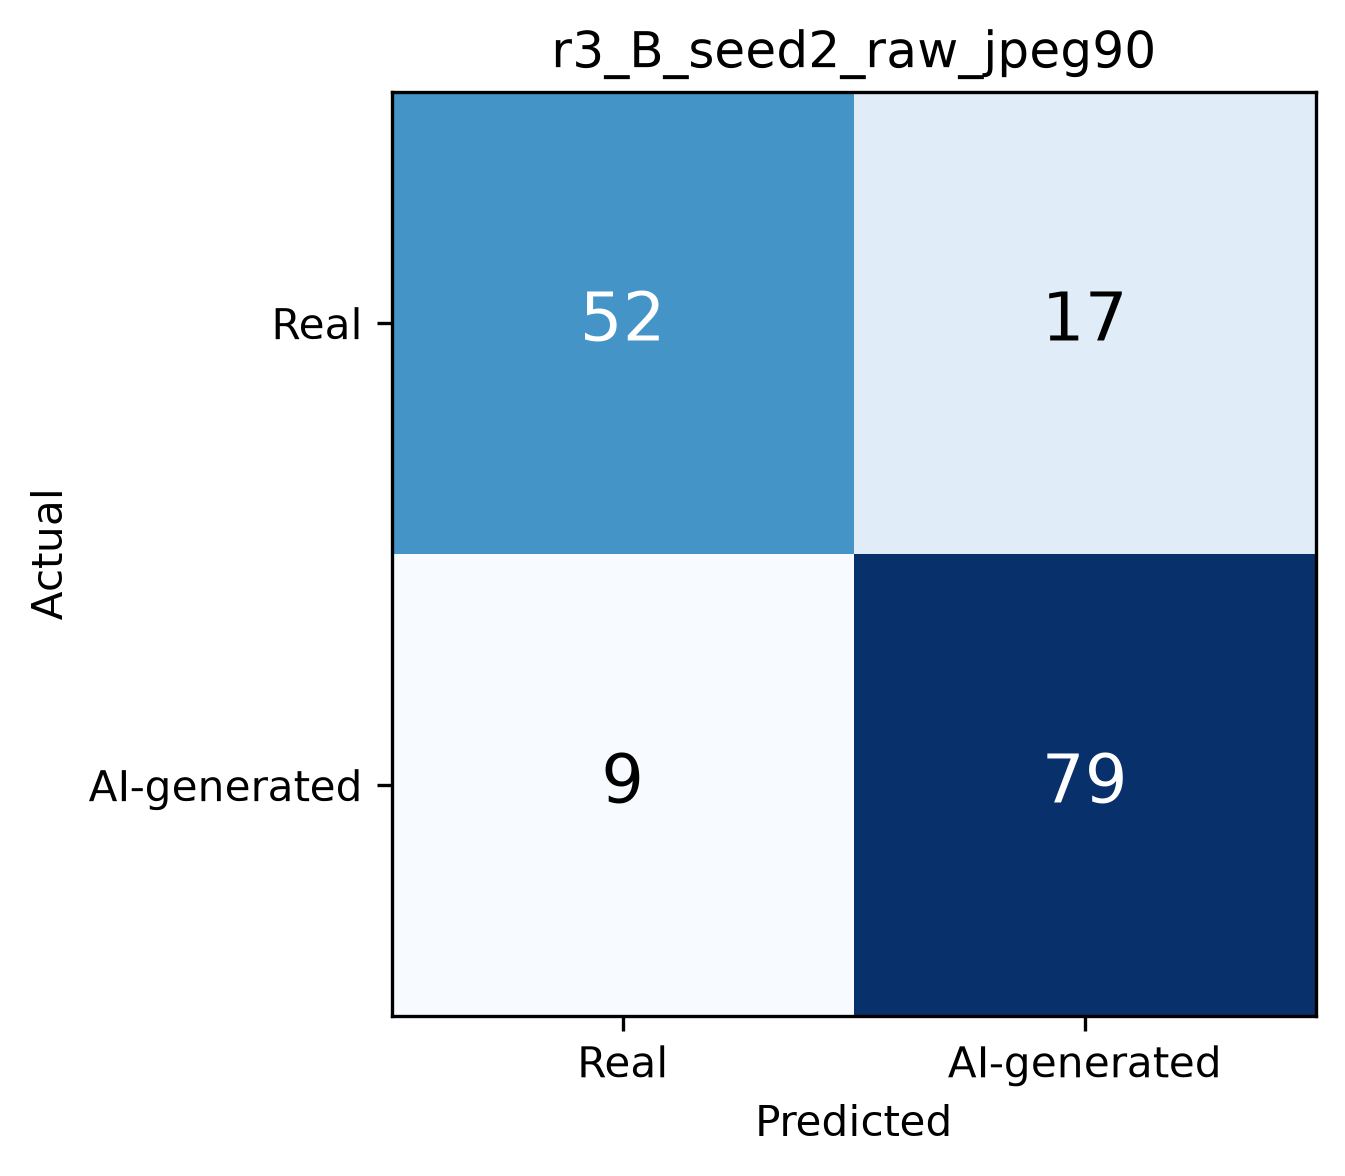 r3_B_seed2_raw_jpeg90
Actual
Real
52
17
AI-generated
9
79
Real
AI-generated
Predicted